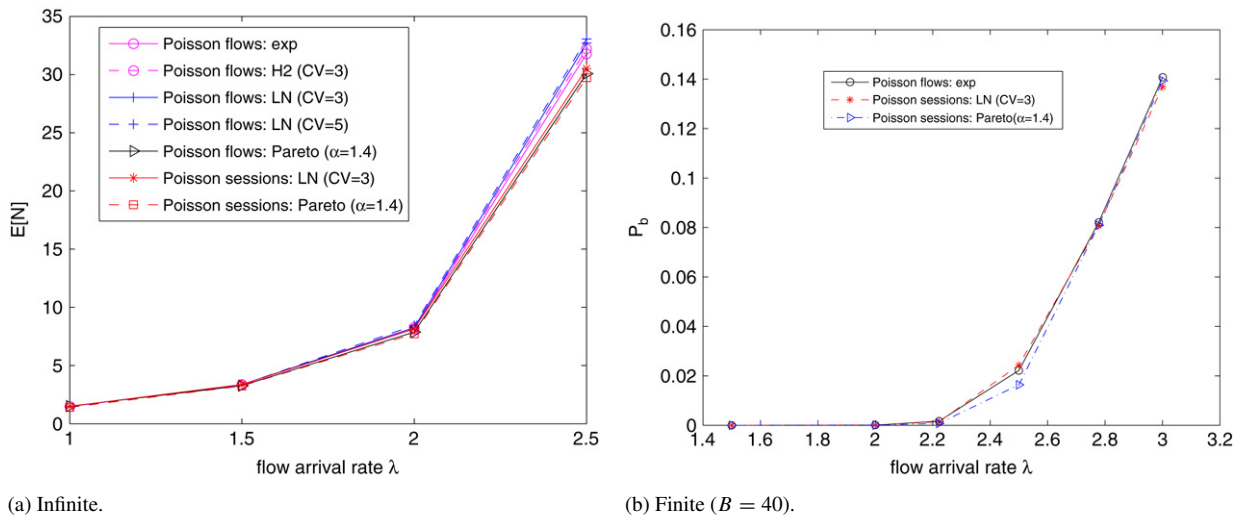 35
30
25
20
15
10
5
0
E[N]
Poisson flows: exp
Poisson flows: H2 (CV=3)
Poisson flows: LN (CV=3)
Poisson flows: LN (CV=5)
Poisson flows: Pareto (α=1.4)
Poisson sessions: LN (CV=3)
Poisson sessions: Pareto (α=1.4)
1 1.5 2 2.5
flow arrival rate λ
(a) Infinite.
0.16
0.14
0.12
0.1
0.08
0.06
0.04
0.02
0
P_b
Poisson flows: exp
Poisson sessions: LN (CV=3)
Poisson sessions: Pareto(α=1.4)
1.4 1.6 1.8 2 2.2 2.4 2.6 2.8 3 3.2
flow arrival rate λ
(b) Finite (B = 40).